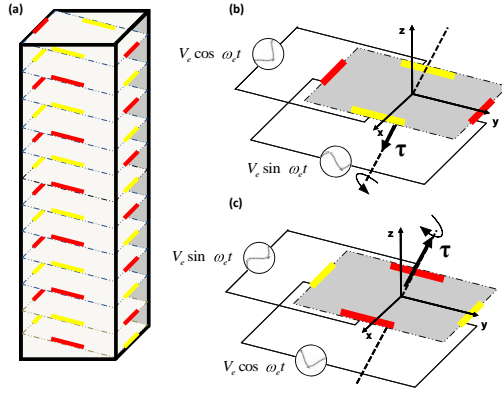 (a)
(b)
V_e cos ω_e t
z
y
x
τ
V_e sin ω_e t
(c)
V_e sin ω_e t
z
τ
y
x
V_e cos ω_e t